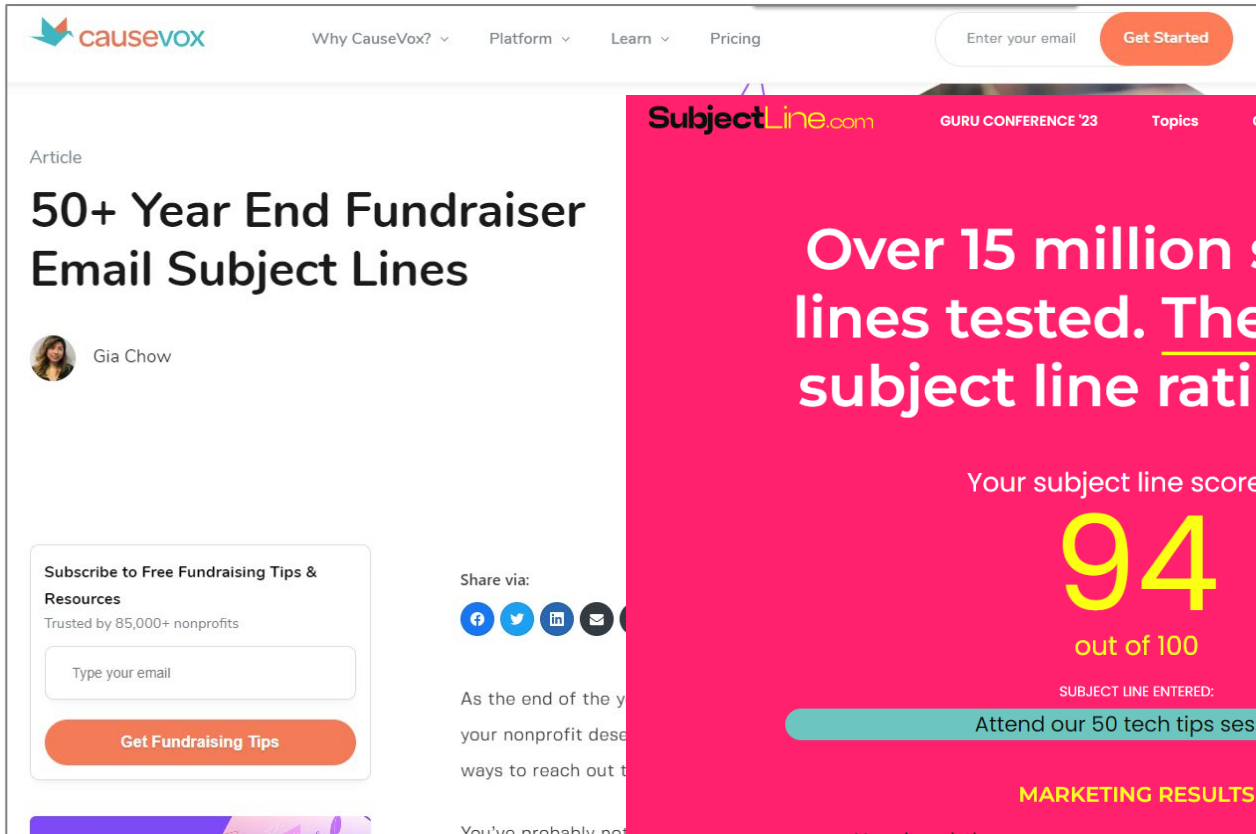 causevox
Why CauseVox?
Platform
Learn
Pricing
Enter your email
Get Started
Article
50+ Year End Fundraiser
Email Subject Lines
Gia Chow
Subscribe to Free Fundraising Tips &
Resources
Trusted by 85,000+ nonprofits
Type your email
Get Fundraising Tips
Share via:
As the end of the
your nonprofit
ways to reach out
You've probably
SubjectLine.com
GURU CONFERENCE '23
Topics
Over 15 million
lines tested. The
subject line
Your subject line
94
out of 100
SUBJECT LINE ENTERED:
Attend our 50 tech tips
MARKETING RESULTS